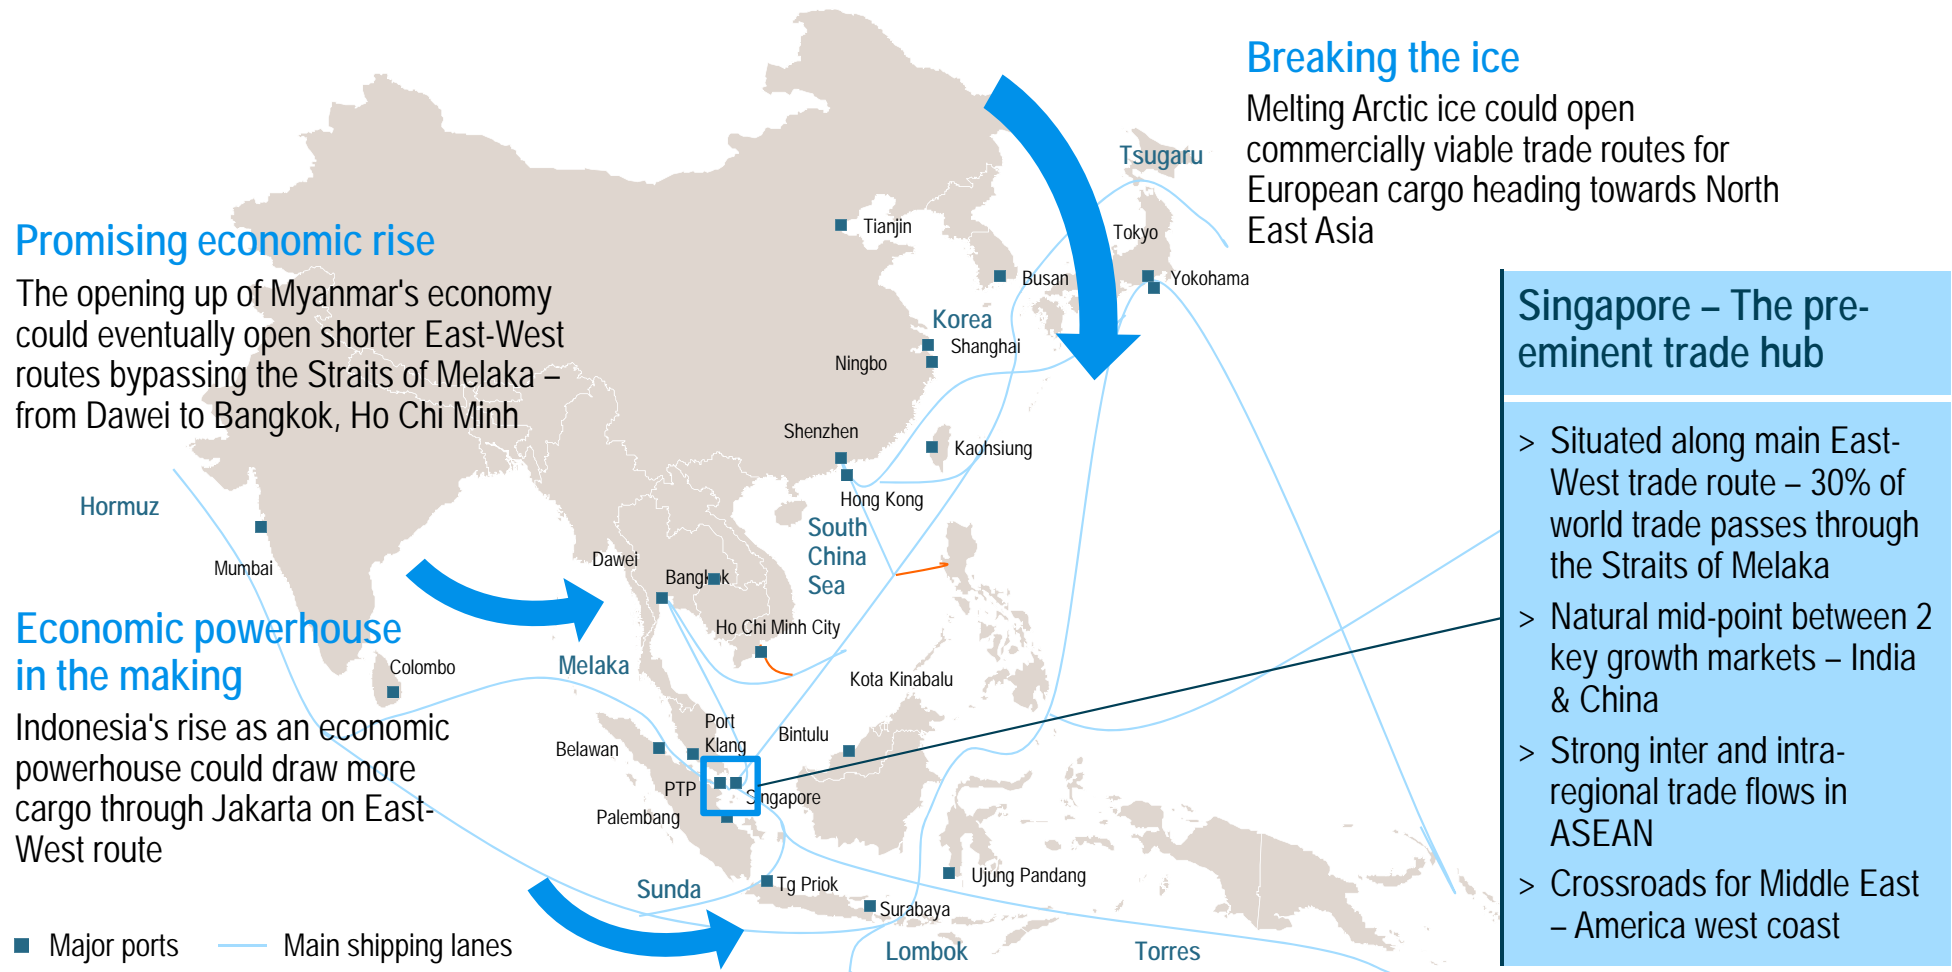 Breaking the ice
Melting Arctic ice could open
commercially viable trade routes for
European cargo heading towards North
East Asia
Promising economic rise
The opening up of Myanmar's economy
could eventually open shorter East-West
routes bypassing the Straits of Melaka –
from Dawei to Bangkok, Ho Chi Minh
Economic powerhouse
in the making
Indonesia's rise as an economic
powerhouse could draw more
cargo through Jakarta on East-
West route
Tsugaru
Tianjin
Tokyo
Busan
Yokohama
Korea
Shanghai
Ningbo
Shenzhen
Kaohsiung
Hong Kong
South
China
Sea
Hormuz
Mumbai
Dawei
Bangkok
Ho Chi Minh City
Melaka
Colombo
Kota Kinabalu
Port
Klang
Bintulu
Belawan
PTP
Singapore
Palembang
Sunda
Tg Priok
Ujung Pandang
Surabaya
Lombok
Torres
Major ports
Main shipping lanes
Singapore – The pre-
eminent trade hub
> Situated along main East-
West trade route – 30% of
world trade passes through
the Straits of Melaka
> Natural mid-point between 2
key growth markets – India
& China
> Strong inter and intra-
regional trade flows in
ASEAN
> Crossroads for Middle East
– America west coast